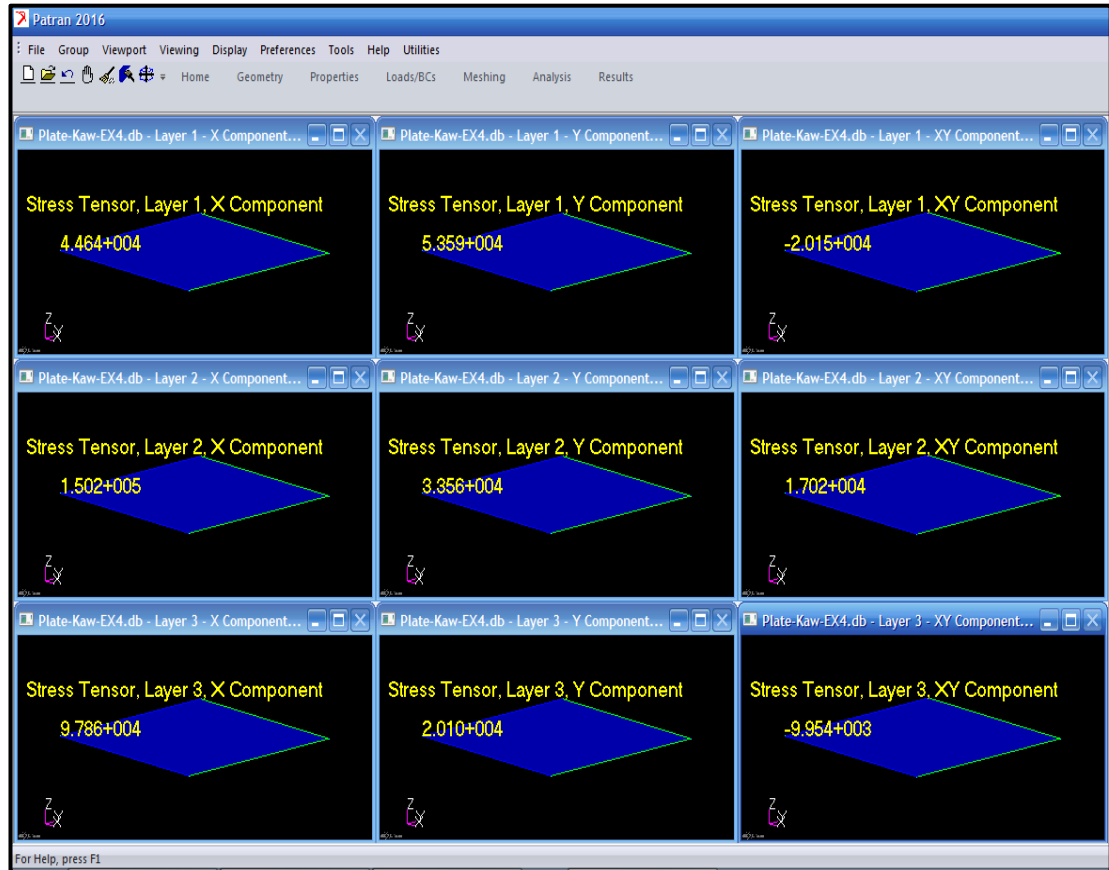 Patran 2016
File Group Viewport Viewing Display Preferences Tools Help Utilities
Home Geometry Properties Loads/BCs Meshing Analysis Results
Plate-Kaw-EX4.db - Layer 1 - X Component...
Plate-Kaw-EX4.db - Layer 1 - Y Component...
Plate-Kaw-EX4.db - Layer 1 - XY Component...
Stress Tensor, Layer 1, X Component
4.464+004
Z
X
Stress Tensor, Layer 1, Y Component
5.359+004
Z
X
Stress Tensor, Layer 1, XY Component
-2.015+004
Z
X
Plate-Kaw-EX4.db - Layer 2 - X Component...
Plate-Kaw-EX4.db - Layer 2 - Y Component...
Plate-Kaw-EX4.db - Layer 2 - XY Component...
Stress Tensor, Layer 2, X Component
1.502+005
Z
X
Stress Tensor, Layer 2, Y Component
3.356+004
Z
X
Stress Tensor, Layer 2, XY Component
1.702+004
Z
X
Plate-Kaw-EX4.db - Layer 3 - X Component...
Plate-Kaw-EX4.db - Layer 3 - Y Component...
Plate-Kaw-EX4.db - Layer 3 - XY Component...
Stress Tensor, Layer 3, X Component
9.786+004
Z
X
Stress Tensor, Layer 3, Y Component
2.010+004
Z
X
Stress Tensor, Layer 3, XY Component
-9.954+003
Z
X
For Help, press F1